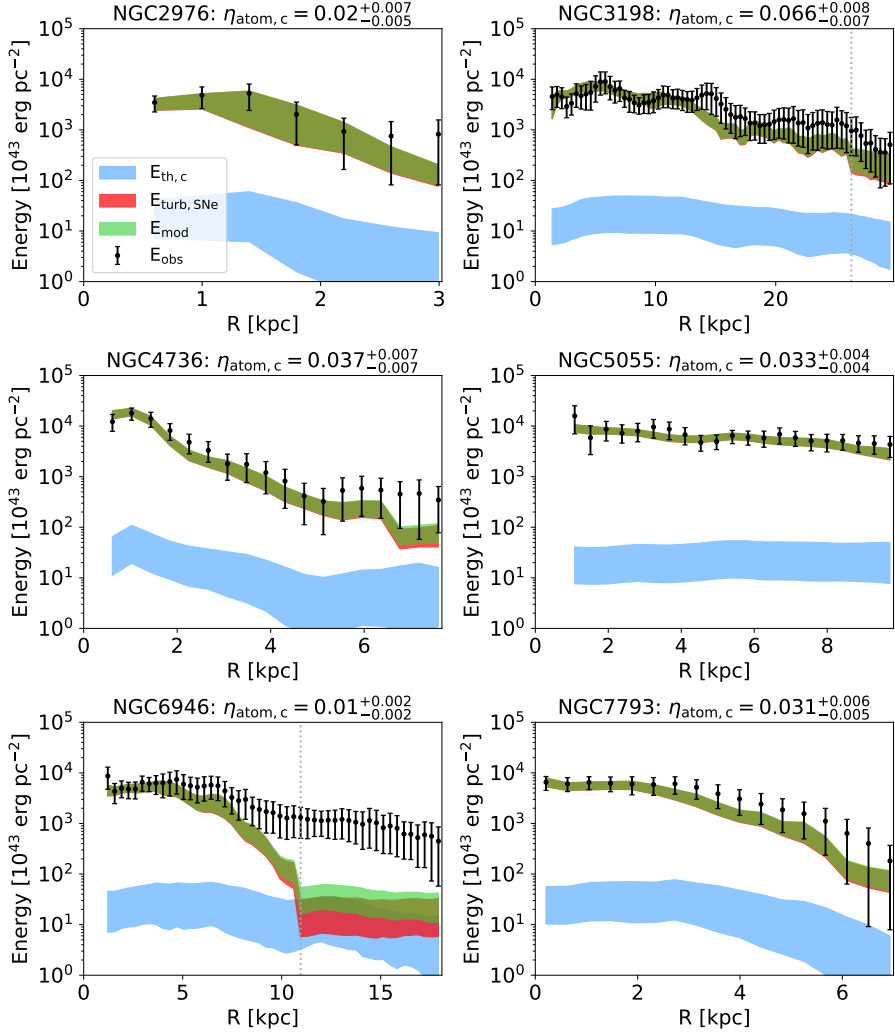 NGC2976: η_atom, c = 0.02^{+0.007}_{−0.005}
Energy [10^43 erg pc^−2]
10^5
10^4
10^3
10^2
10^1
10^0
E_th, c
E_turb, SNe
E_mod
E_obs
0 1 2 3
R [kpc]
NGC3198: η_atom, c = 0.066^{+0.008}_{−0.007}
Energy [10^43 erg pc^−2]
10^5
10^4
10^3
10^2
10^1
10^0
0 10 20
R [kpc]
NGC4736: η_atom, c = 0.037^{+0.007}_{−0.007}
Energy [10^43 erg pc^−2]
10^5
10^4
10^3
10^2
10^1
10^0
0 2 4 6
R [kpc]
NGC5055: η_atom, c = 0.033^{+0.004}_{−0.004}
Energy [10^43 erg pc^−2]
10^5
10^4
10^3
10^2
10^1
10^0
0 2 4 6 8
R [kpc]
NGC6946: η_atom, c = 0.01^{+0.002}_{−0.002}
Energy [10^43 erg pc^−2]
10^5
10^4
10^3
10^2
10^1
10^0
0 5 10 15
R [kpc]
NGC7793: η_atom, c = 0.031^{+0.006}_{−0.005}
Energy [10^43 erg pc^−2]
10^5
10^4
10^3
10^2
10^1
10^0
0 2 4 6
R [kpc]